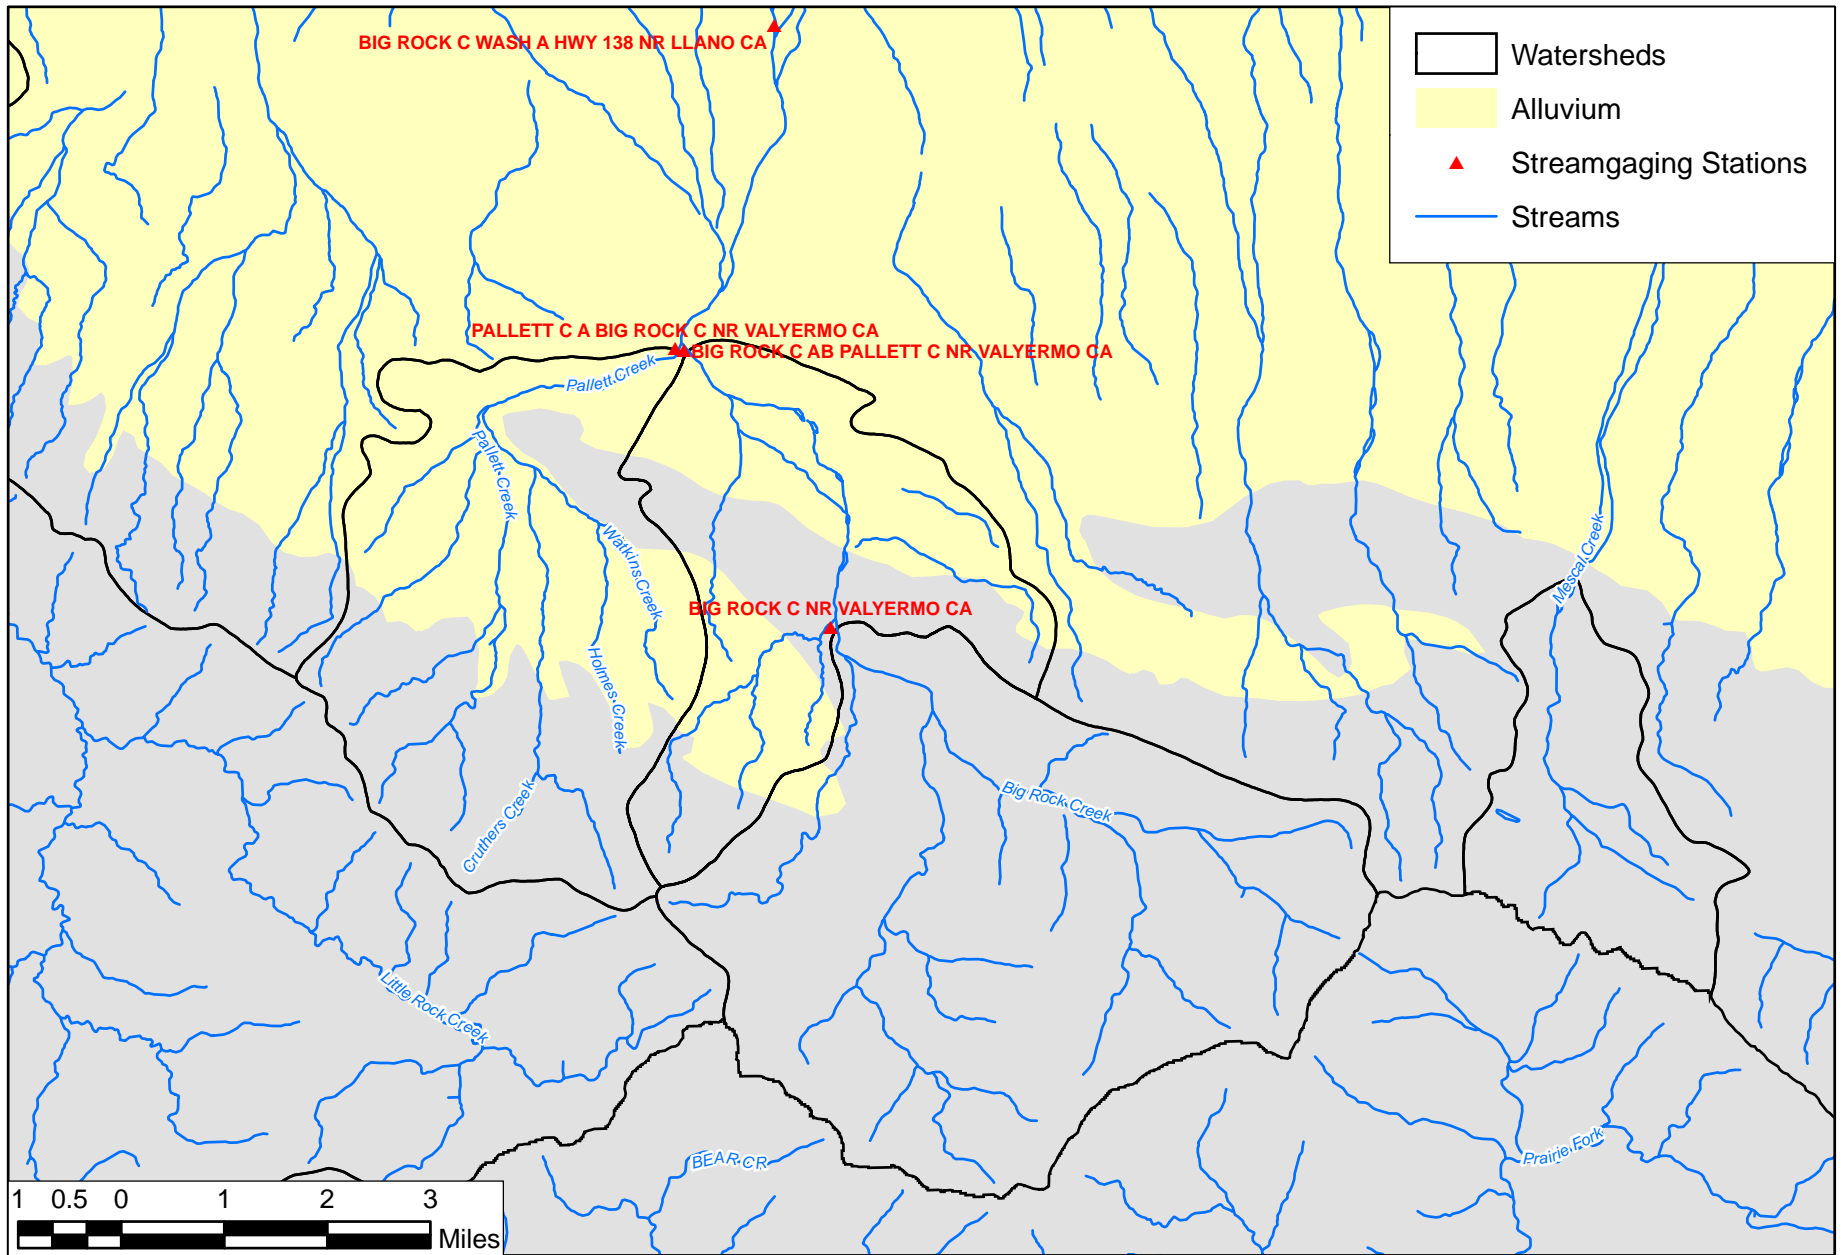 BIG ROCK C WASH A HWY 138 NR LLANO CA
Watersheds
Alluvium
Streamgaging Stations
Streams
PALLETT C A BIG ROCK C NR VALYERMO CA
BIG ROCK C AB PALLETT C NR VALYERMO CA
Pallett Creek
Pallett Creek
Watkins Creek
Mescal Creek
BIG ROCK C NR VALYERMO CA
Holmes Creek
Big Rock Creek
Cruthers Creek
Little Rock Creek
BEAR CR
Prairie Fork
1 0.5 0 1 2 3
Miles